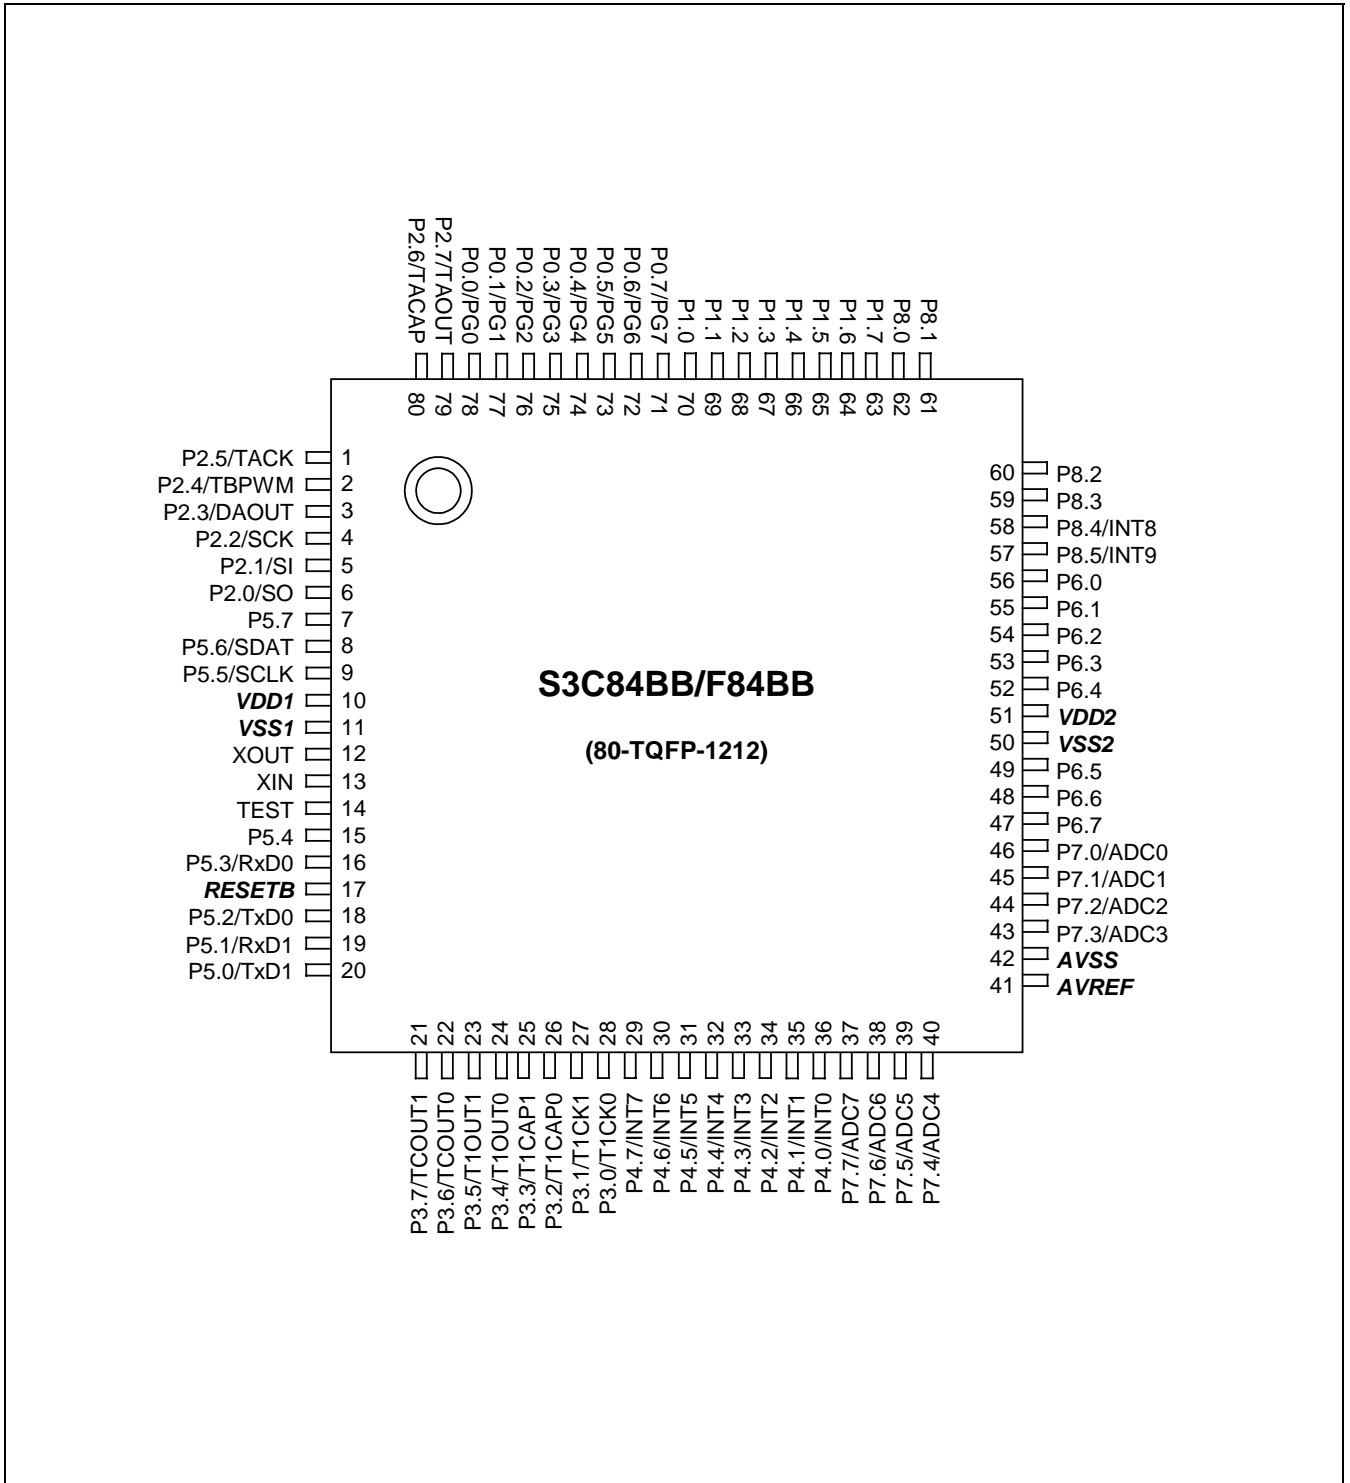 P2.6/TACAP
P2.7/TAOUT
P0.0/PG0
P0.1/PG1
P0.2/PG2
P0.3/PG3
P0.4/PG4
P0.5/PG5
P0.6/PG6
P0.7/PG7
P1.0
P1.1
P1.2
P1.3
P1.4
P1.5
P1.6
P1.7
P8.0
P8.1
80
79
78
77
76
75
74
73
72
71
70
69
68
67
66
65
64
63
62
61
P2.5/TACK 1
P2.4/TBPWM 2
P2.3/DAOUT 3
P2.2/SCK 4
P2.1/SI 5
P2.0/SO 6
P5.7 7
P5.6/SDAT 8
P5.5/SCLK 9
VDD1 10
VSS1 11
XOUT 12
XIN 13
TEST 14
P5.4 15
P5.3/RxD0 16
RESETB 17
P5.2/TxD0 18
P5.1/RxD1 19
P5.0/TxD1 20
S3C84BB/F84BB
(80-TQFP-1212)
60 P8.2
59 P8.3
58 P8.4/INT8
57 P8.5/INT9
56 P6.0
55 P6.1
54 P6.2
53 P6.3
52 P6.4
51 VDD2
50 VSS2
49 P6.5
48 P6.6
47 P6.7
46 P7.0/ADC0
45 P7.1/ADC1
44 P7.2/ADC2
43 P7.3/ADC3
42 AVSS
41 AVREF
21
22
23
24
25
26
27
28
29
30
31
32
33
34
35
36
37
38
39
40
P3.7/TCOUT1
P3.6/TCOUT0
P3.5/T1OUT1
P3.4/T1OUT0
P3.3/T1CAP1
P3.2/T1CAP0
P3.1/T1CK1
P3.0/T1CK0
P4.7/INT7
P4.6/INT6
P4.5/INT5
P4.4/INT4
P4.3/INT3
P4.2/INT2
P4.1/INT1
P4.0/INT0
P7.7/ADC7
P7.6/ADC6
P7.5/ADC5
P7.4/ADC4